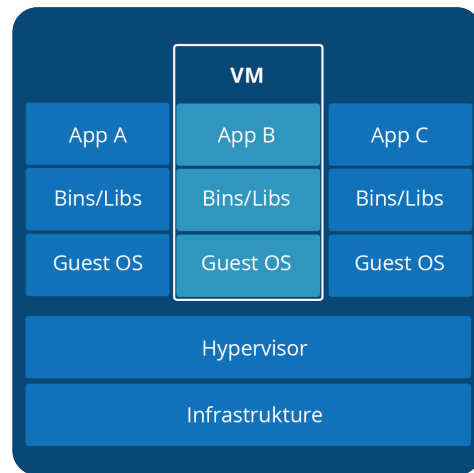 VM
App A
App B
App C
Bins/Libs
Bins/Libs
Bins/Libs
Guest OS
Guest OS
Guest OS
Hypervisor
Infrastrukture